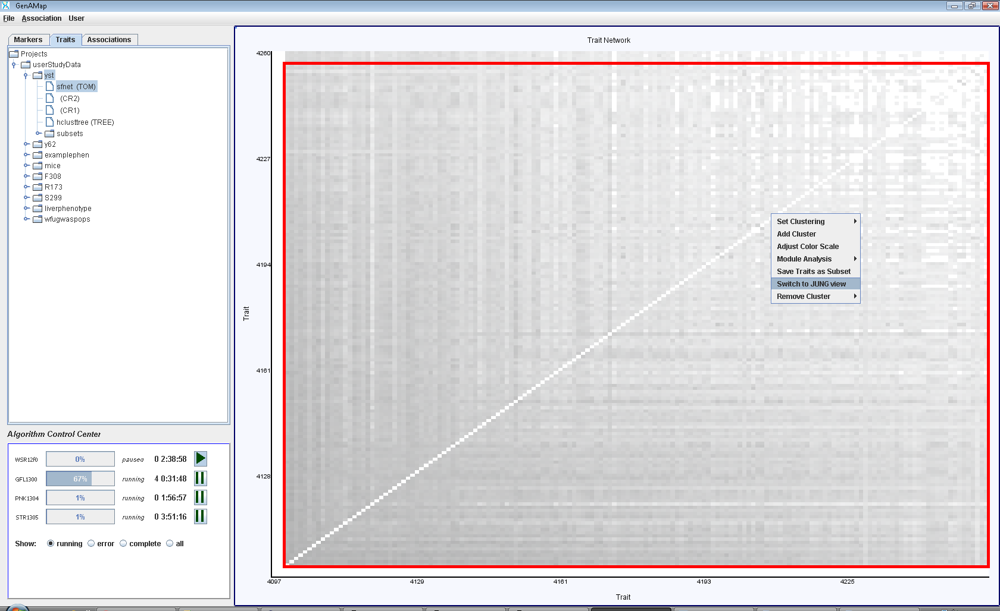 GenAMap
File Association User
Markers Traits Associations
Projects
userStudyData
yst
sfnet (TOM)
(CR2)
(CR1)
hclusttree (TREE)
subsets
y62
examplephen
mice
F308
R173
S299
liverphenotype
wfugwaspops
Algorithm Control Center
WSR12f0 0% paused 0 2:38:58
GFL1300 67% running 4 0:31:48
PNK1304 1% running 0 1:56:57
STR1305 1% running 0 3:51:16
Show: running error complete all
Trait Network
4260
4227
4194
4161
4128
Trait
Set Clustering
Add Cluster
Adjust Color Scale
Module Analysis
Save Traits as Subset
Switch to JUNG view
Remove Cluster
4097 4129 4161 4193 4225
Trait